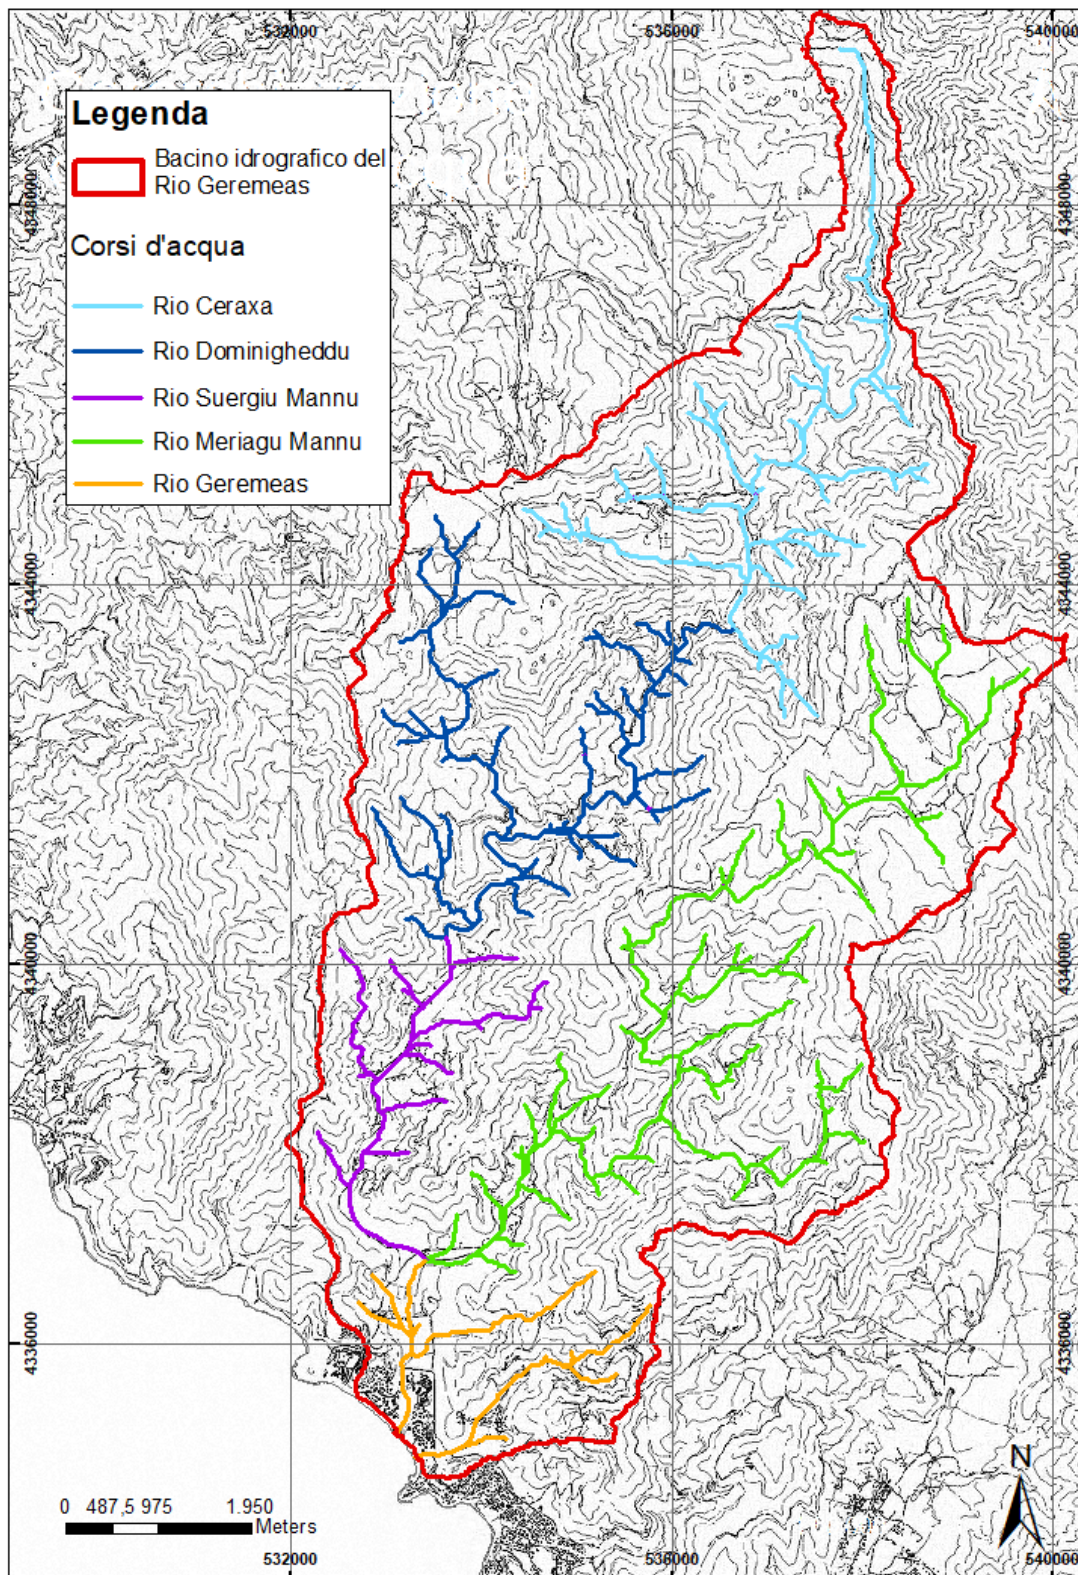 532000
536000
540000
Legenda
Bacino idrografico del
Rio Geremeas
Corsi d'acqua
Rio Ceraxa
Rio Dominigheddu
Rio Suergiu Mannu
Rio Meriagu Mannu
Rio Geremeas
4348000
4348000
4344000
4344000
4340000
4340000
4336000
4336000
N
0 487,5 975 1.950
Meters
532000
536000
540000